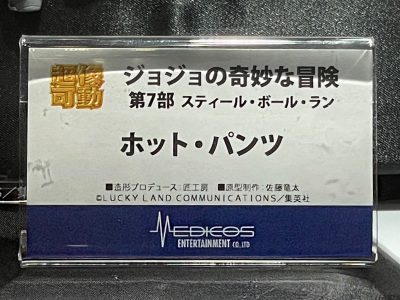 超像可動
ジョジョの奇妙な冒険
第7部 スティール・ボール・ラン
ホット・パンツ
■造形プロデュース:匠工房 ■原型制作:佐藤竜太
©LUCKY LAND COMMUNICATIONS/集英社
MEDICOS
ENTERTAINMENT CO.,LTD